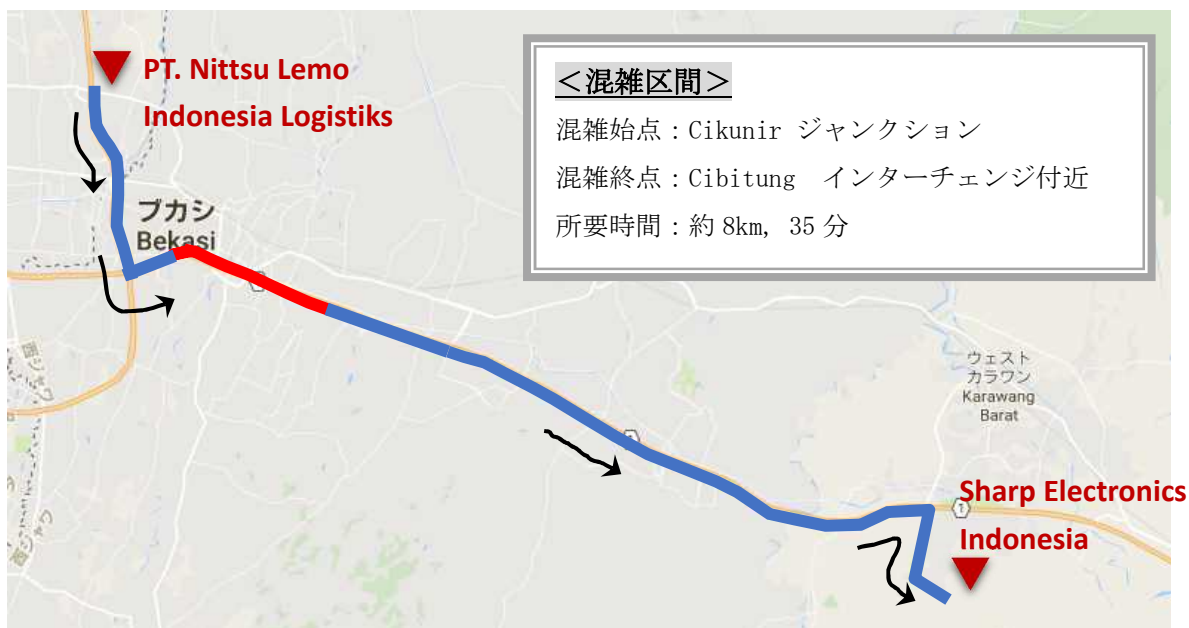 PT. Nittsu Lemo
Indonesia Logistiks
＜混雑区間＞
混雑始点：Cikunir ジャンクション
混雑終点：Cibitung　インターチェンジ付近
所要時間：約 8km, 35 分
ブカシ
Bekasi
ウェスト
カラワン
Karawang
Barat
Sharp Electronics
1
Indonesia